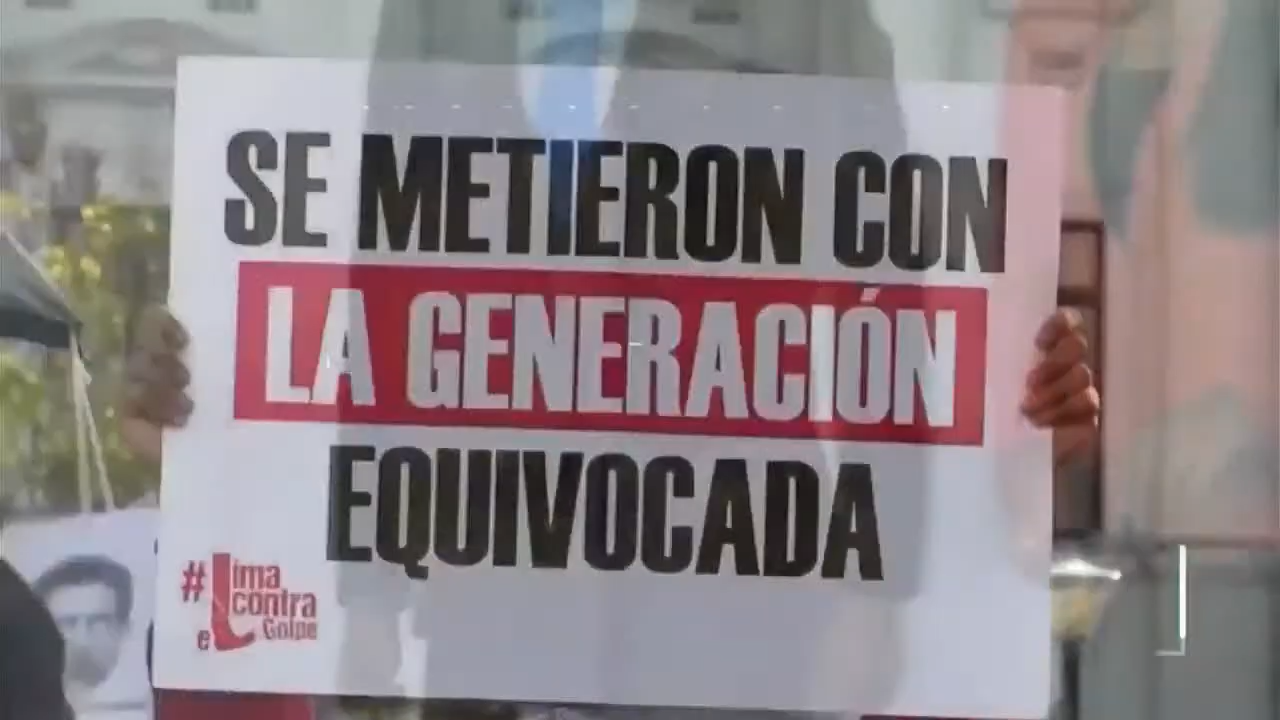 SE METIERON CON
LA GENERACIÓN
EQUIVOCADA
#Lima
contra
eL Golpe